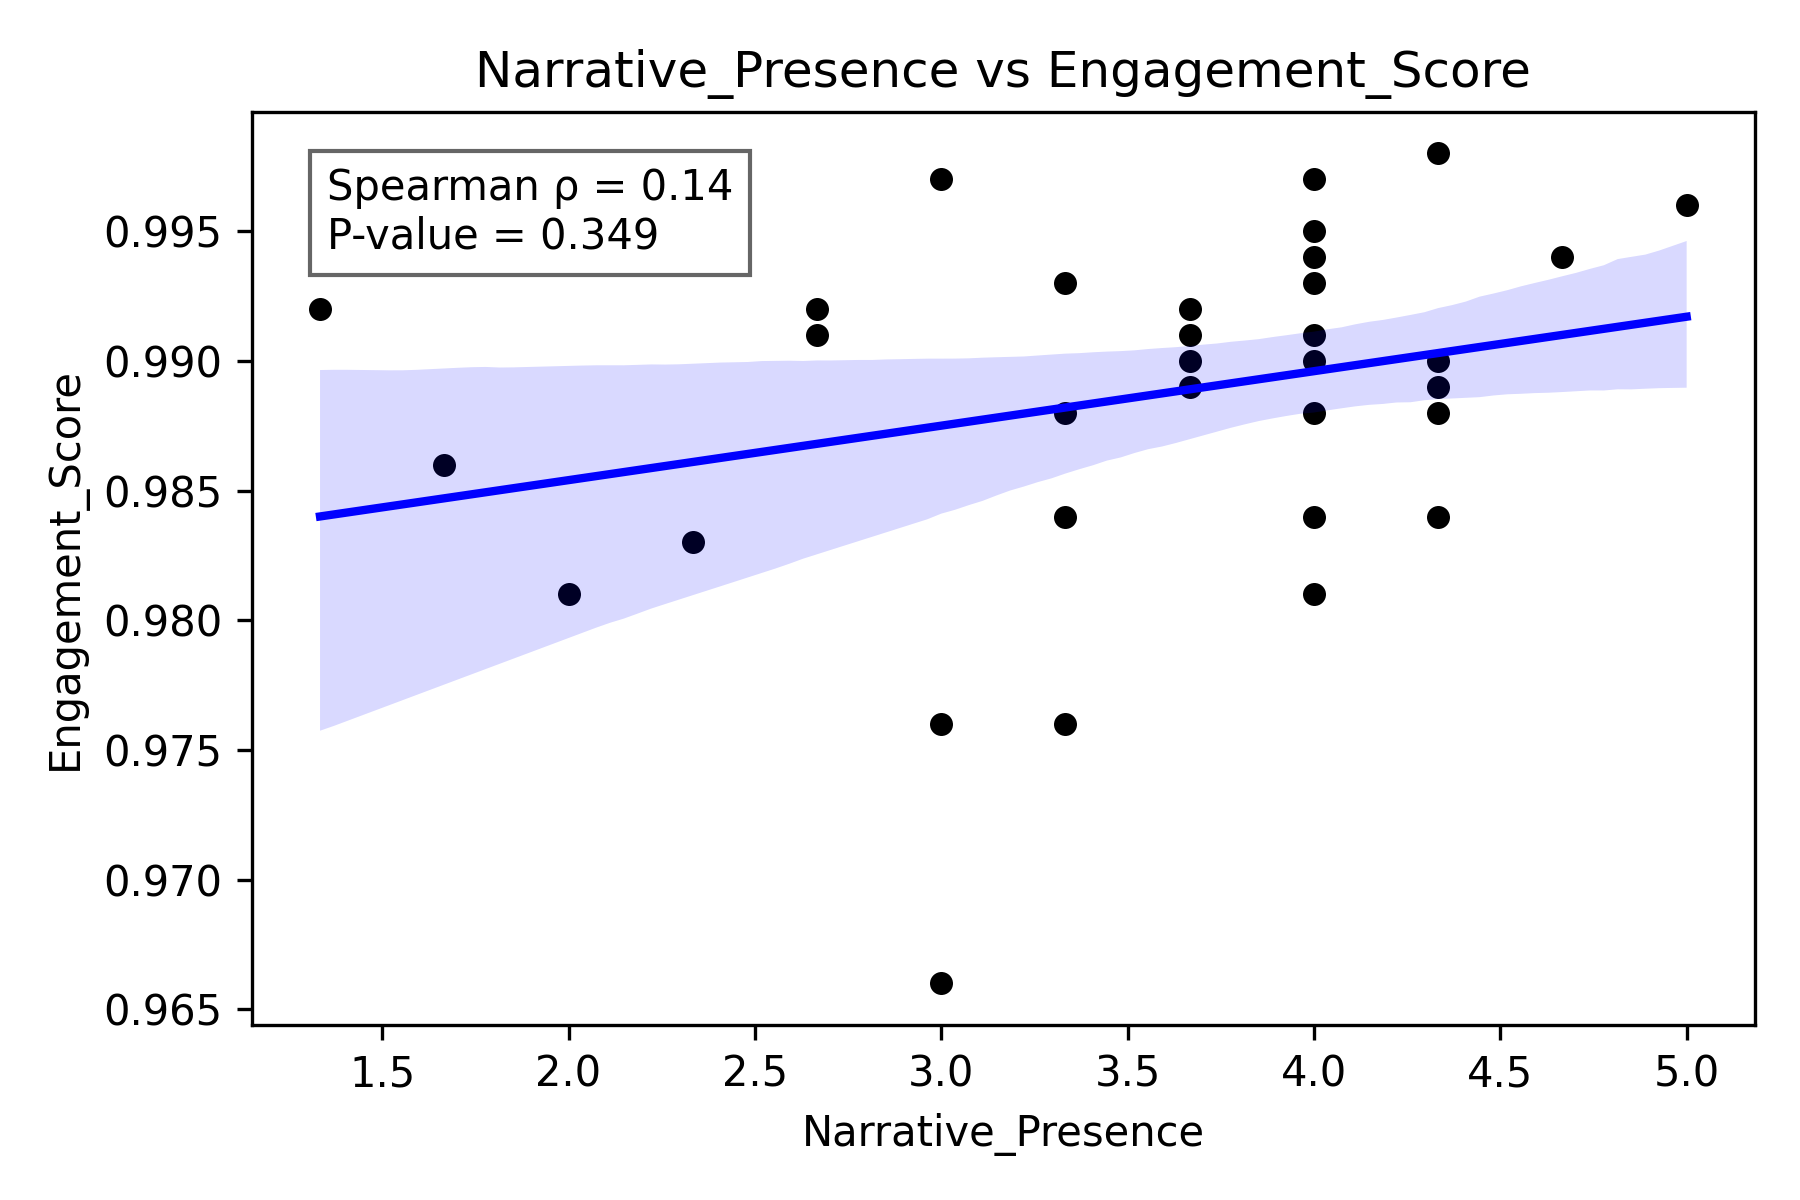 Narrative_Presence vs Engagement_Score
Spearman ρ = 0.14
P-value = 0.349
Engagement_Score
0.995
0.990
0.985
0.980
0.975
0.970
0.965
1.5 2.0 2.5 3.0 3.5 4.0 4.5 5.0
Narrative_Presence